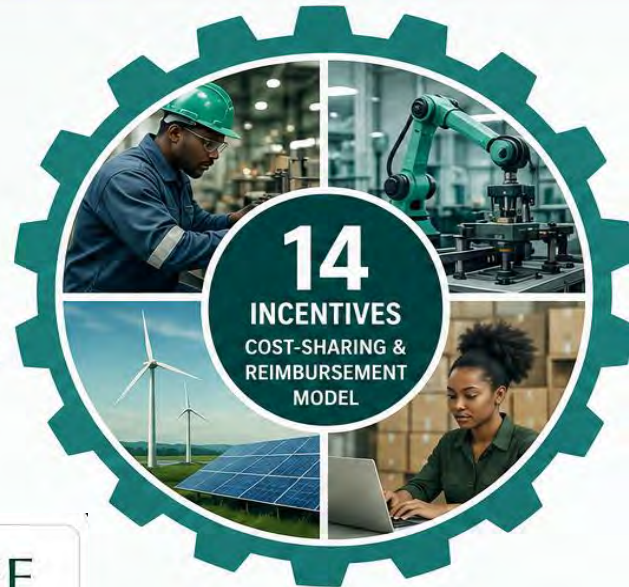 14
INCENTIVES
COST-SHARING &
REIMBURSEMENT
MODEL
E